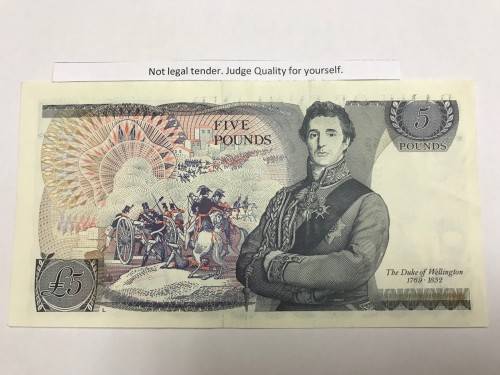 Not legal tender. Judge Quality for yourself.
FIVE
POUNDS
5
POUNDS
The Duke of Wellington
1769 - 1852
£5
L